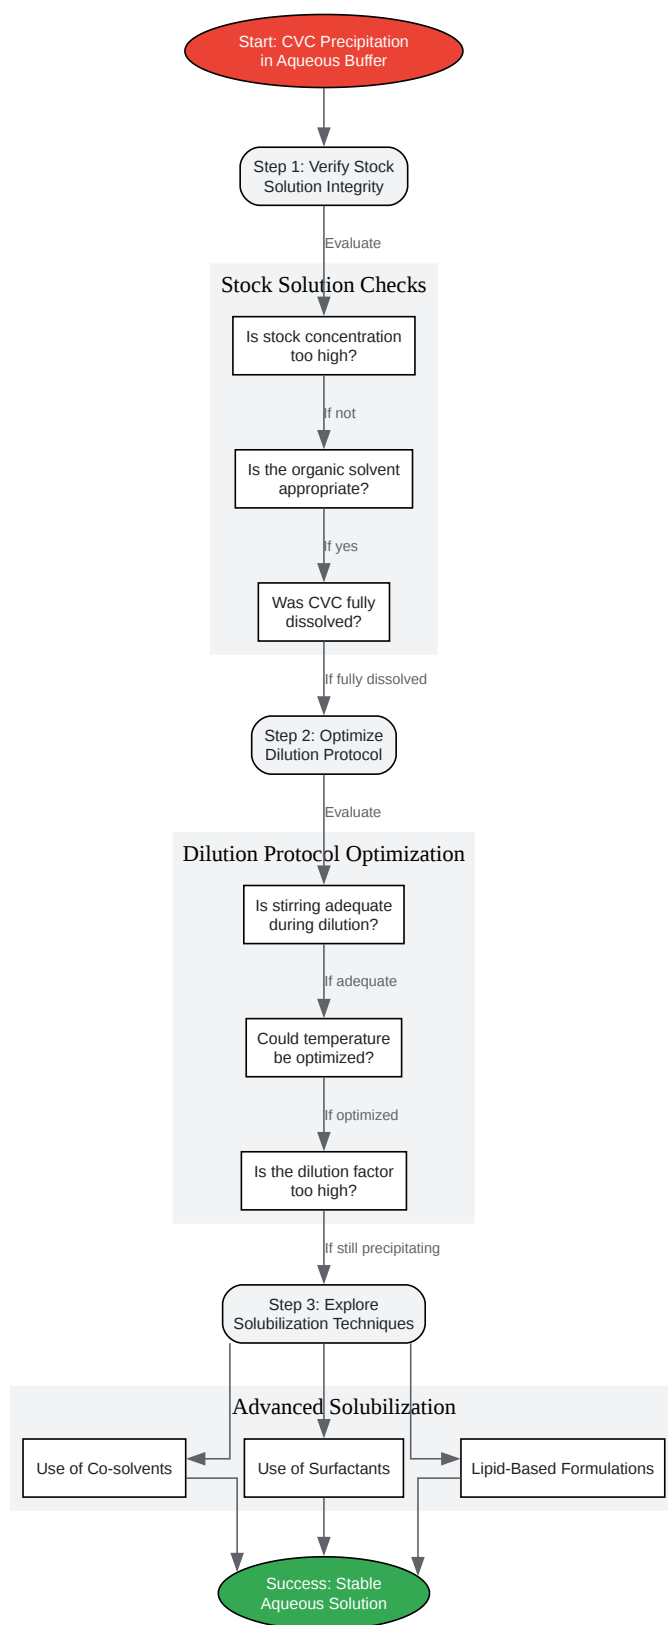 Start: CVC Precipitation
in Aqueous Buffer
Step 1: Verify Stock
Solution Integrity
Evaluate
Stock Solution Checks
Is stock concentration
too high?
If not
Is the organic solvent
appropriate?
If yes
Was CVC fully
dissolved?
If fully dissolved
Step 2: Optimize
Dilution Protocol
Evaluate
Dilution Protocol Optimization
Is stirring adequate
during dilution?
If adequate
Could temperature
be optimized?
If optimized
Is the dilution factor
too high?
If still precipitating
Step 3: Explore
Solubilization Techniques
Advanced Solubilization
Use of Co-solvents
Use of Surfactants
Lipid-Based Formulations
Success: Stable
Aqueous Solution